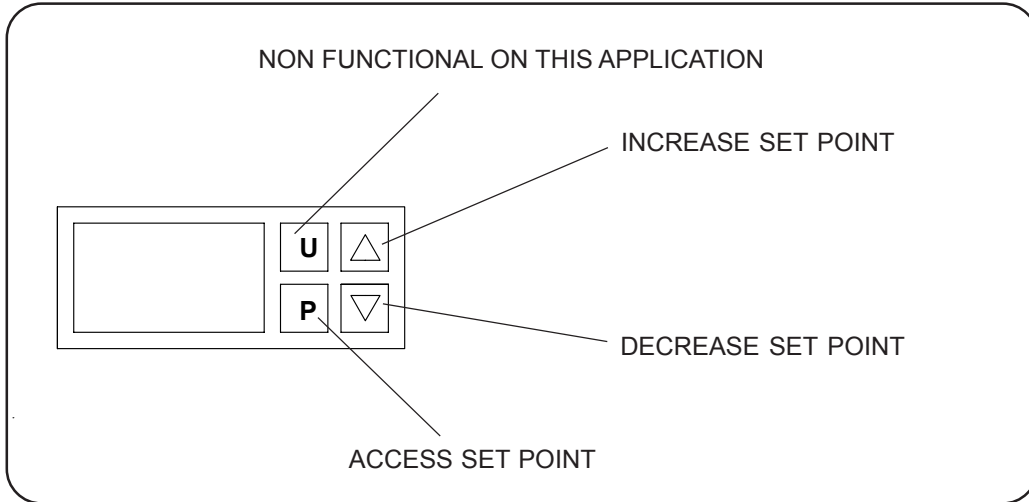 NON FUNCTIONAL ON THIS APPLICATION
INCREASE SET POINT
U
P
DECREASE SET POINT
ACCESS SET POINT